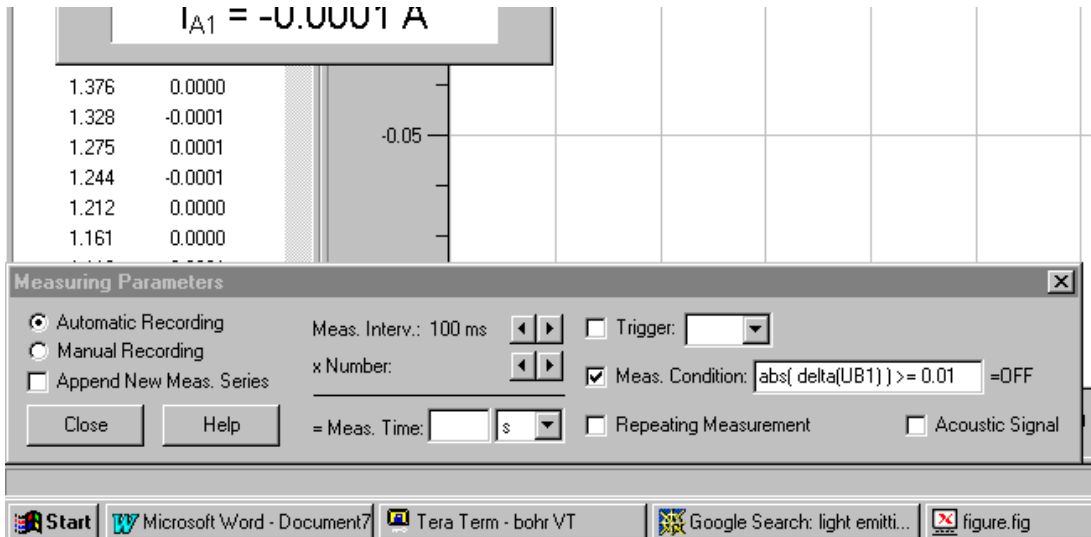 I_A1 = -0.0001 A
1.376 0.0000
1.328 -0.0001
1.275 0.0001
1.244 -0.0001
1.212 0.0000
1.161 0.0000
-0.05
Measuring Parameters
Automatic Recording
Manual Recording
Append New Meas. Series
Close Help
Meas. Interv.: 100 ms
x Number:
= Meas. Time: s
Trigger:
Meas. Condition: abs( delta(UB1) ) >= 0.01 =OFF
Repeating Measurement
Acoustic Signal
Start Microsoft Word - Document7 Tera Term - bohr VT Google Search: light emitti... figure.fig